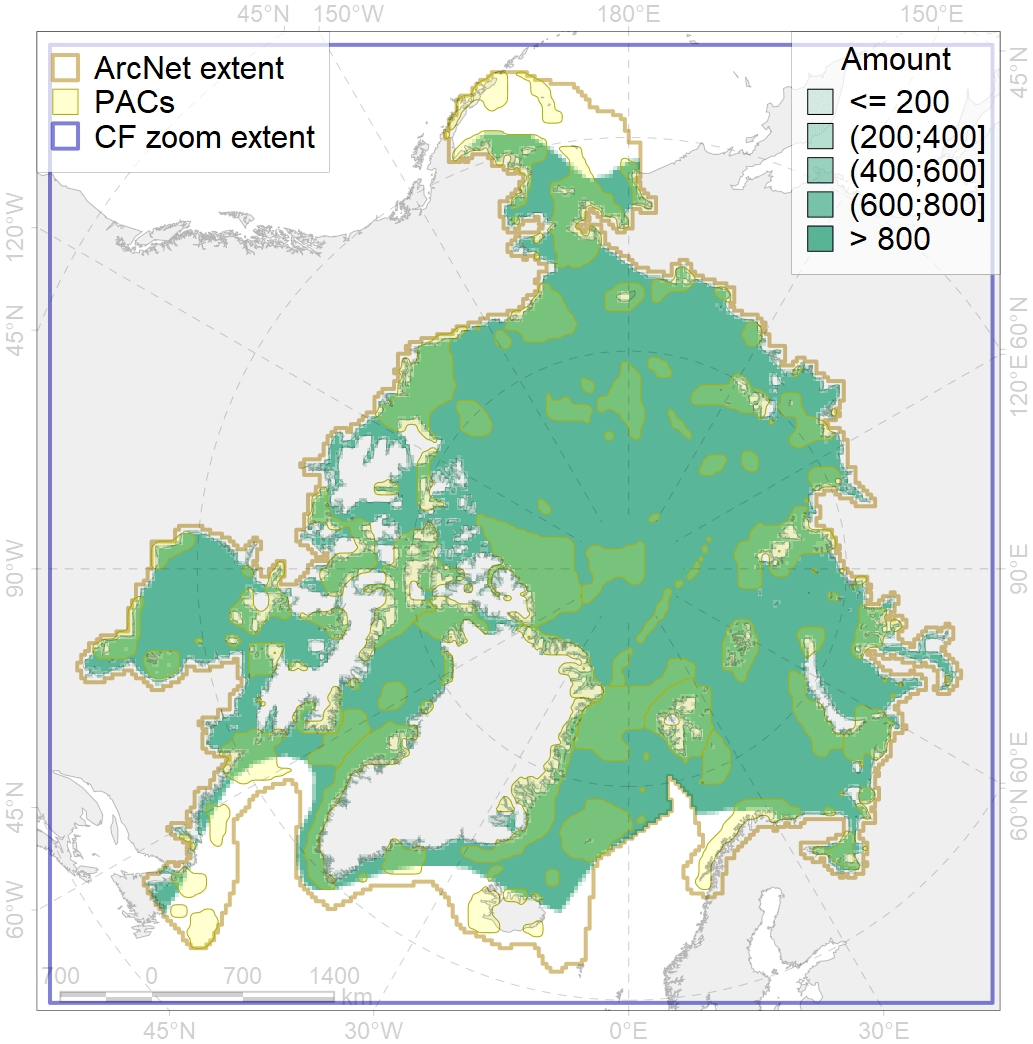 45°N 150°W 180°E 150°E
ArcNet extent
PACs
CF zoom extent
Amount
<= 200
(200;400]
(400;600]
(600;800]
> 800
45°N
120°W
45°N
90°W
45°N
60°W
60°N
120°E
90°E
60°E
60°N
700 0 700 1400
km
45°N 30°W 0°E 30°E